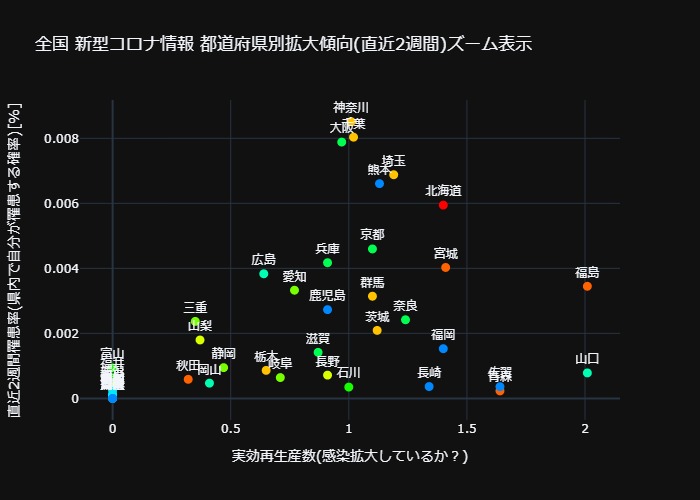 全国 新型コロナ情報 都道府県別拡大傾向(直近2週間)ズーム表示
直近2週間罹患率(県内で自分が罹患する確率)[%]
0.008
0.006
0.004
0.002
0
神奈川
千葉
大阪
埼玉
熊本
北海道
京都
兵庫
宮城
広島
愛知
福島
群馬
鹿児島
奈良
三重
茨城
山梨
福岡
滋賀
富山
静岡
栃木
岐阜
長野
山口
秋田
岡山
石川
長崎
佐賀
青森
0
0.5
1
1.5
2
実効再生産数(感染拡大しているか？)